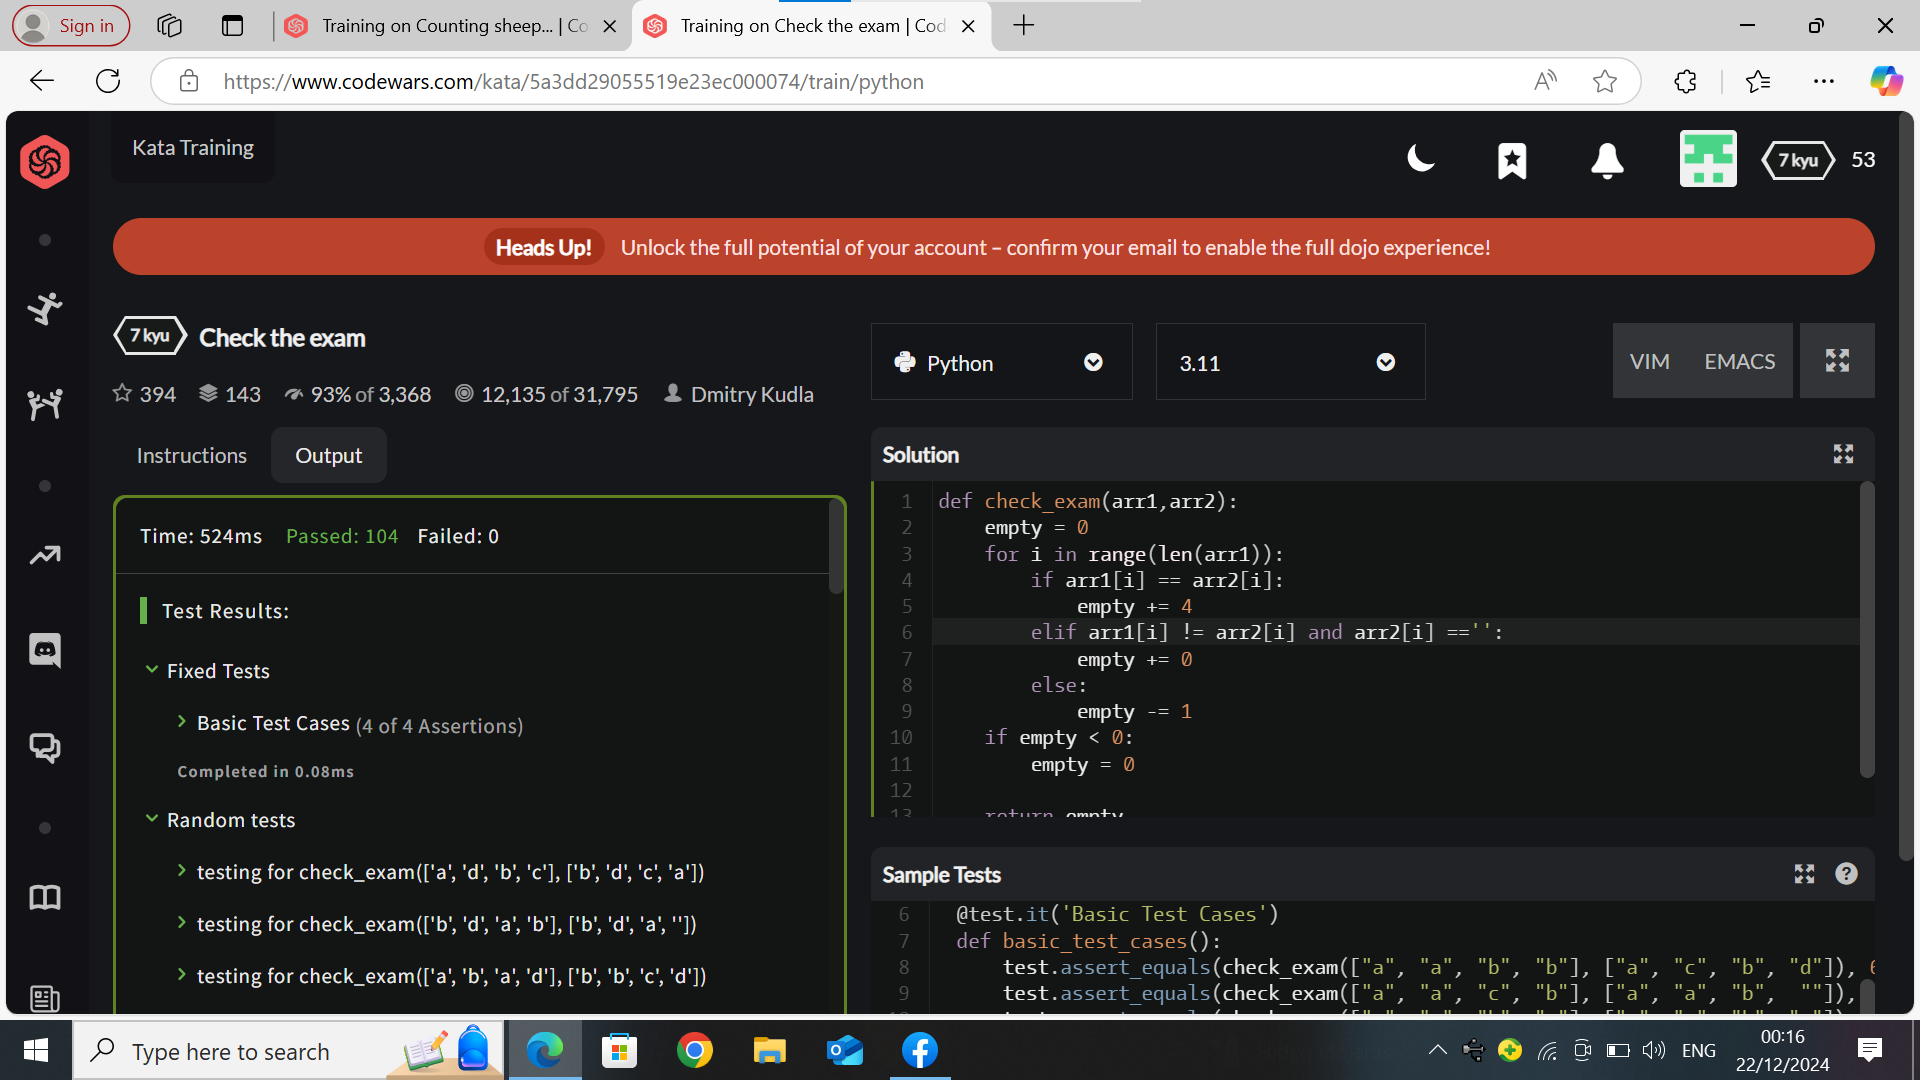 Sign in
Training on Counting sheep... | Co
Training on Check the exam | Cod
https://www.codewars.com/kata/5a3dd29055519e23ec000074/train/python
Kata Training
7 kyu 53
Heads Up! Unlock the full potential of your account – confirm your email to enable the full dojo experience!
7 kyu Check the exam
394 143 93% of 3,368 12,135 of 31,795 Dmitry Kudla
Python
3.11
VIM EMACS
Instructions Output
Time: 524ms Passed: 104 Failed: 0
Test Results:
Fixed Tests
Basic Test Cases (4 of 4 Assertions)
Completed in 0.08ms
Random tests
testing for check_exam(['a', 'd', 'b', 'c'], ['b', 'd', 'c', 'a'])
testing for check_exam(['b', 'd', 'a', 'b'], ['b', 'd', 'a', ''])
testing for check_exam(['a', 'b', 'a', 'd'], ['b', 'b', 'c', 'd'])
Solution
1 def check_exam(arr1,arr2):
2 empty = 0
3 for i in range(len(arr1)):
4 if arr1[i] == arr2[i]:
5 empty += 4
6 elif arr1[i] != arr2[i] and arr2[i] =='':
7 empty += 0
8 else:
9 empty -= 1
10 if empty < 0:
11 empty = 0
12
13 return empty
Sample Tests
6 @test.it('Basic Test Cases')
7 def basic_test_cases():
8 test.assert_equals(check_exam(["a", "a", "b", "b"], ["a", "c", "b", "d"]), 6
9 test.assert_equals(check_exam(["a", "a", "c", "b"], ["a", "a", "b", ""]),
Type here to search
ENG
00:16
22/12/2024